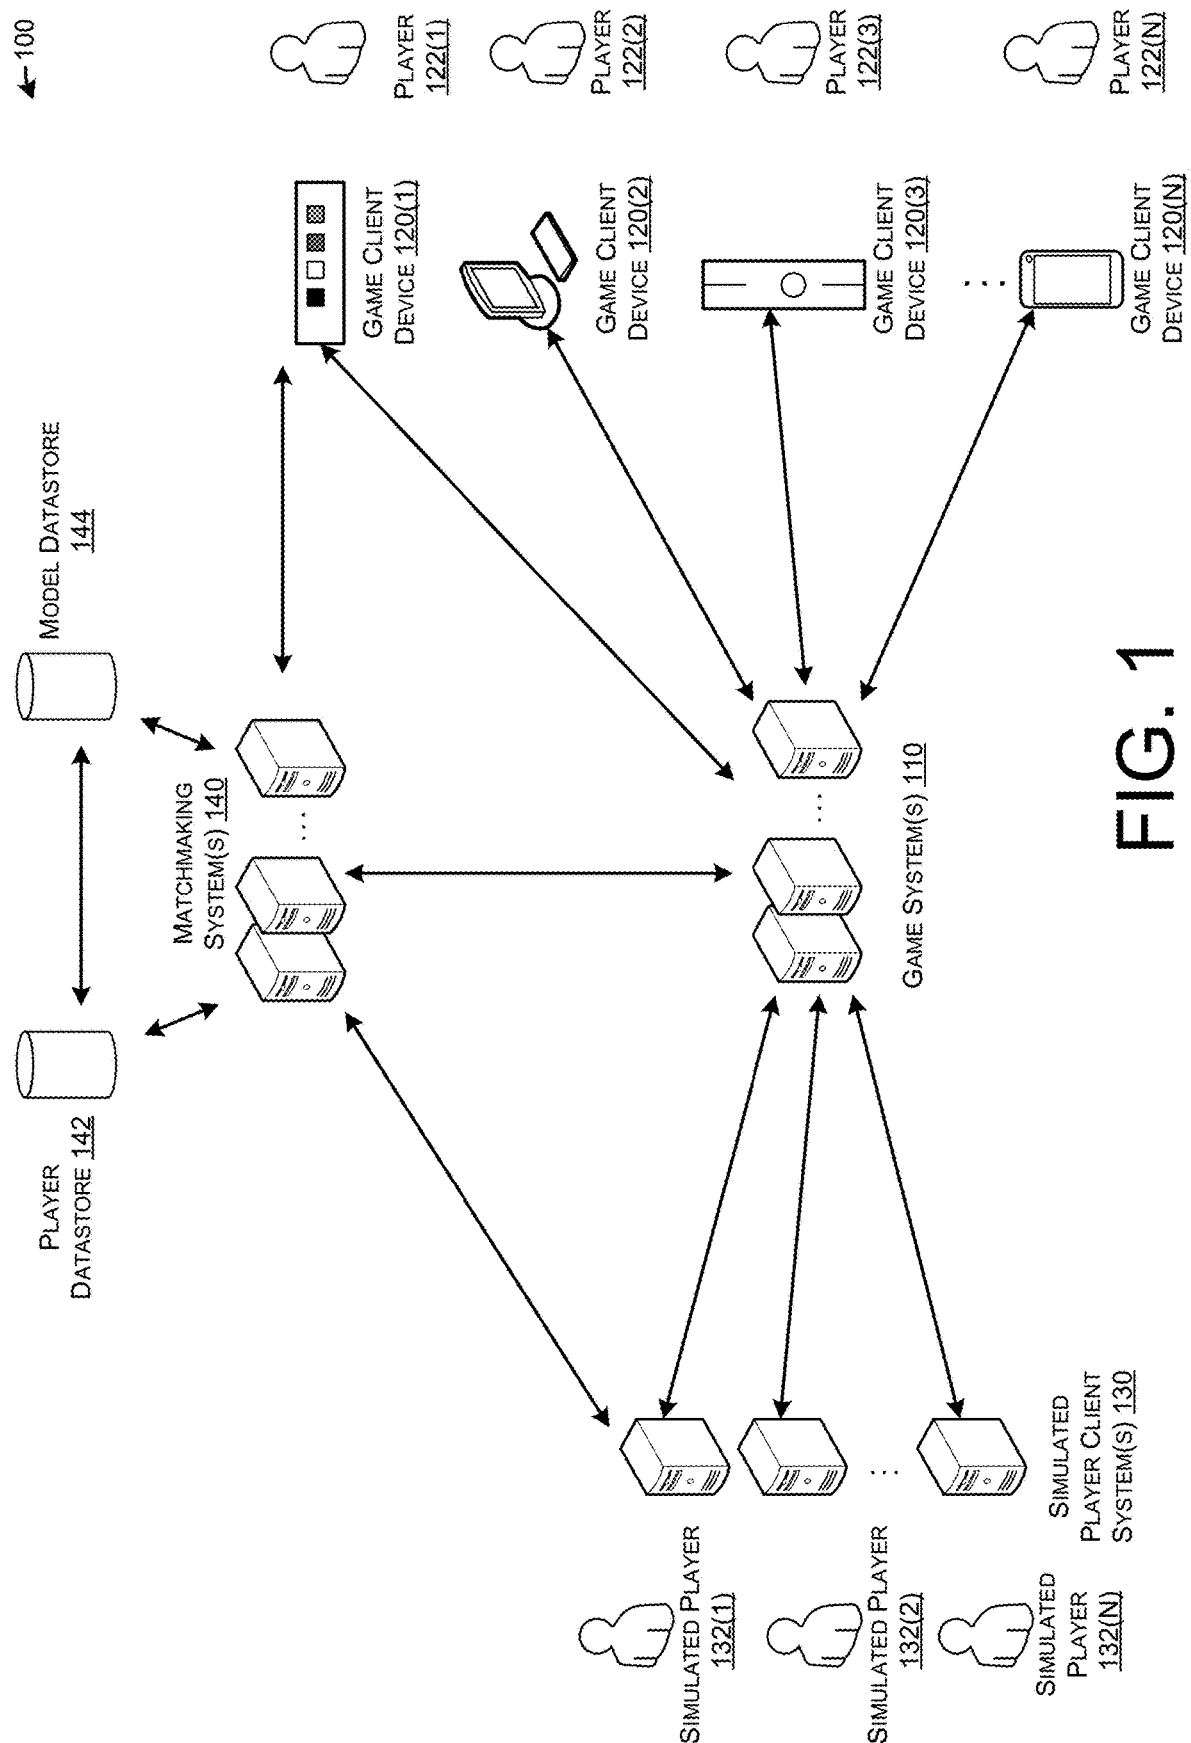 100
PLAYER
DATASTORE 142
MODEL DATASTORE
144
MATCHMAKING
SYSTEM(S) 140
GAME CLIENT
DEVICE 120(1)
PLAYER
122(1)
GAME CLIENT
DEVICE 120(2)
PLAYER
122(2)
GAME CLIENT
DEVICE 120(3)
PLAYER
122(3)
. . .
GAME CLIENT
DEVICE 120(N)
PLAYER
122(N)
. . .
. . .
GAME SYSTEM(S) 110
SIMULATED PLAYER
132(1)
SIMULATED PLAYER
132(2)
. . .
SIMULATED
PLAYER
132(N)
SIMULATED
PLAYER CLIENT
SYSTEM(S) 130
FIG. 1